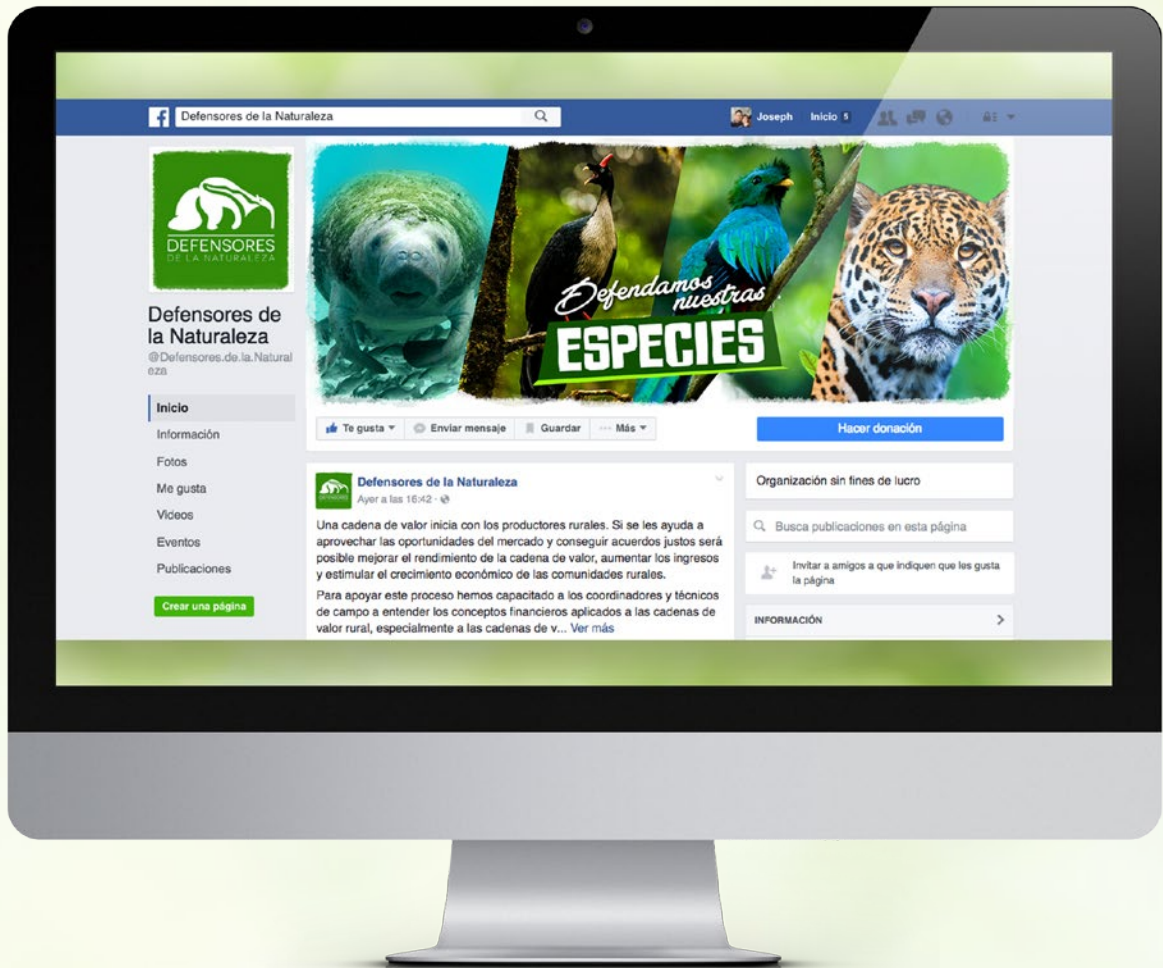 Defensores de la Naturaleza
Joseph
Inicio 5
DEFENSORES
DE LA NATURALEZA
Defendamos
nuestras
ESPECIES
Defensores de
la Naturaleza
@Defensores.de.la.Natural
eza
Inicio
Información
Fotos
Me gusta
Videos
Eventos
Publicaciones
Crear una página
Te gusta
Enviar mensaje
Guardar
Más
Hacer donación
DEFENSORES
Defensores de la Naturaleza
Ayer a las 16:42 ·
Una cadena de valor inicia con los productores rurales. Si se les ayuda a
aprovechar las oportunidades del mercado y conseguir acuerdos justos será
posible mejorar el rendimiento de la cadena de valor, aumentar los ingresos
y estimular el crecimiento económico de las comunidades rurales.
Para apoyar este proceso hemos capacitado a los coordinadores y técnicos
de campo a entender los conceptos financieros aplicados a las cadenas de
valor rural, especialmente a las cadenas de v... Ver más
Organización sin fines de lucro
Busca publicaciones en esta página
Invitar a amigos a que indiquen que les gusta
la página
INFORMACIÓN